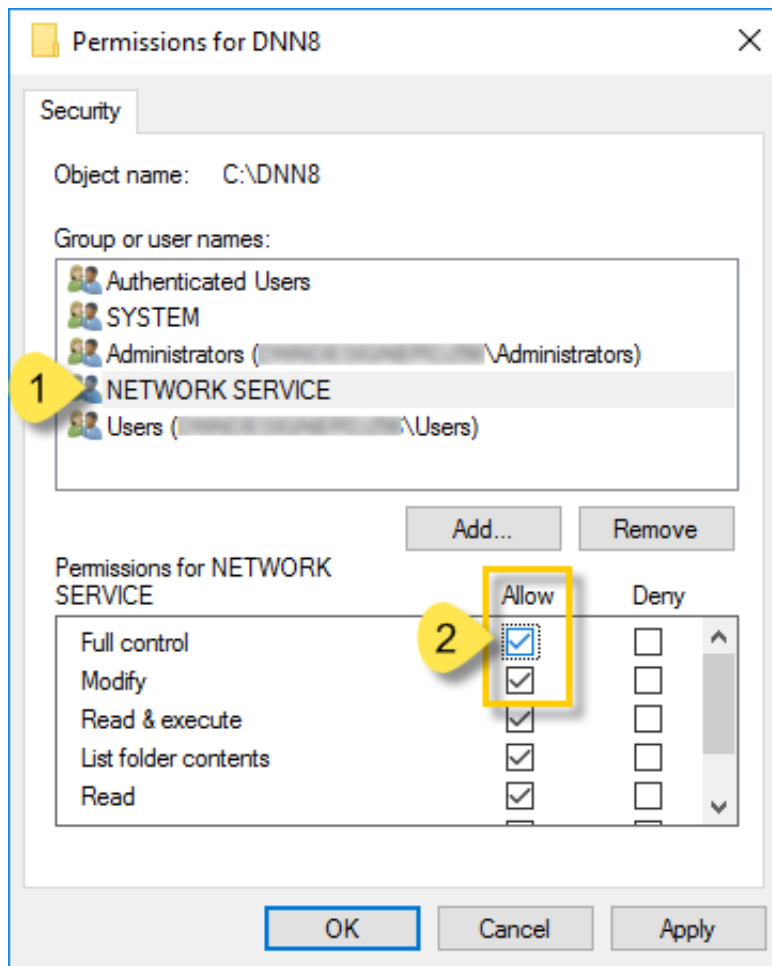 Permissions for DNN8
Security
Object name: C:\DNN8
Group or user names:
Authenticated Users
SYSTEM
Administrators ( \Administrators)
1 NETWORK SERVICE
Users ( \Users)
Add... Remove
Permissions for NETWORK
SERVICE Allow Deny
Full control 2
Modify
Read & execute
List folder contents
Read
OK Cancel Apply